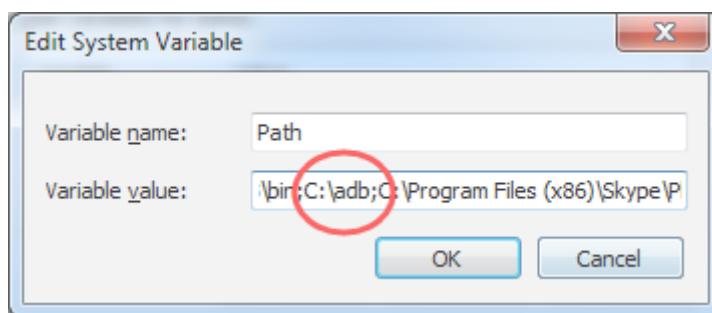 Edit System Variable
Variable name:
Path
Variable value:
\bin;C:\adb;C:\Program Files (x86)\Skype\P
OK
Cancel